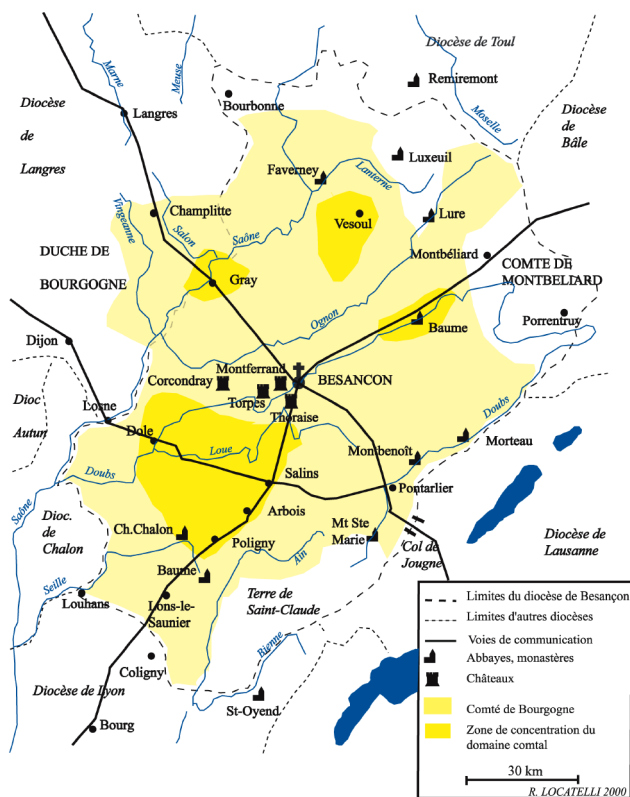 Diocèse de Toul
Marne
Meuse
Remiremont
Bourbonne
Moselle
Diocèse
de
Langres
Langres
Diocèse
de
Bâle
Luxeuil
Faverney
Lanterne
Vingeanne
Champlitte
Salon
Saône
Vesoul
Lure
DUCHE DE
BOURGOGNE
Gray
Montbéliard
COMTE DE
MONTBELIARD
Ognon
Baume
Porrentruy
Dijon
Montferrand
Corcondray
BESANCON
Torpes
Thoraise
Dioc
Autun
Losne
Dole
Loue
Doubs
Montbenoît
Morteau
Doubs
Salins
Pontarlier
Saône
Arbois
Dioc.
de
Chalon
Ch.Chalon
Poligny
Mt Ste
Marie
Ain
Col de
Jougne
Diocèse de
Lausanne
Baume
Seille
Louhans
Lons-le-
Saunier
Terre de
Saint-Claude
Bienne
Coligny
Diocèse de Lyon
St-Oyend
Bourg
Limites du diocèse de Besançon
Limites d'autres diocèses
Voies de communication
Abbayes, monastères
Châteaux
Comté de Bourgogne
Zone de concentration du
domaine comtal
30 km
R. LOCATELLI 2000